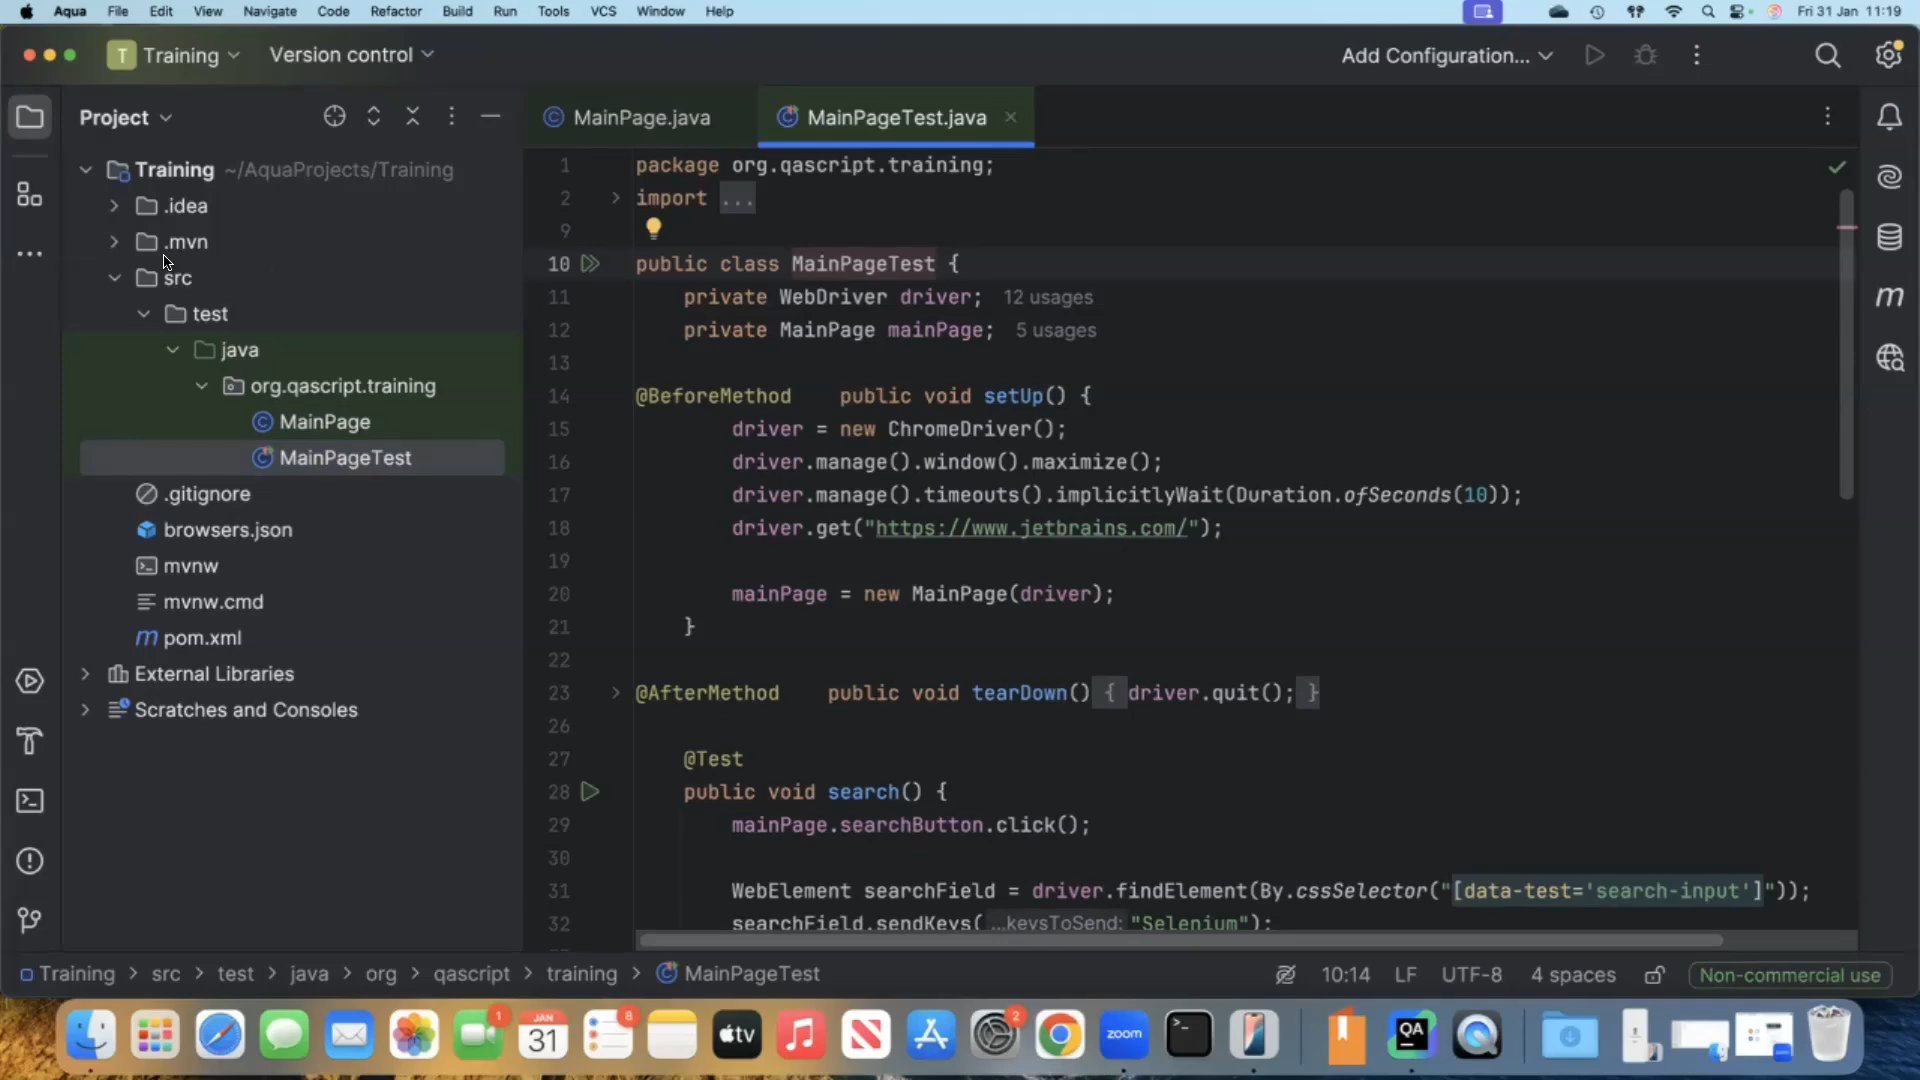 Aqua File Edit View Navigate Code Refactor Build Run Tools VCS Window Help Fri 31 Jan 11:19
T Training Version control Add Configuration...
Project
Training ~/AquaProjects/Training
.idea
.mvn
src
test
java
org.qascript.training
MainPage
MainPageTest
.gitignore
browsers.json
mvnw
mvnw.cmd
m pom.xml
External Libraries
Scratches and Consoles
MainPage.java MainPageTest.java
1 package org.qascript.training;
2 import ...
9
10 public class MainPageTest {
11 private WebDriver driver; 12 usages
12 private MainPage mainPage; 5 usages
13
14 @BeforeMethod public void setUp() {
15 driver = new ChromeDriver();
16 driver.manage().window().maximize();
17 driver.manage().timeouts().implicitlyWait(Duration.ofSeconds(10));
18 driver.get("https://www.jetbrains.com/");
19
20 mainPage = new MainPage(driver);
21 }
22
23 @AfterMethod public void tearDown() { driver.quit(); }
26
27 @Test
28 public void search() {
29 mainPage.searchButton.click();
30
31 WebElement searchField = driver.findElement(By.cssSelector("[data-test='search-input']"));
32 searchField.sendKeys( ...keysToSend: "Selenium");
m
Training > src > test > java > org > qascript > training > MainPageTest 10:14 LF UTF-8 4 spaces Non-commercial use
1 JAN 31 8 tv 2 zoom QA